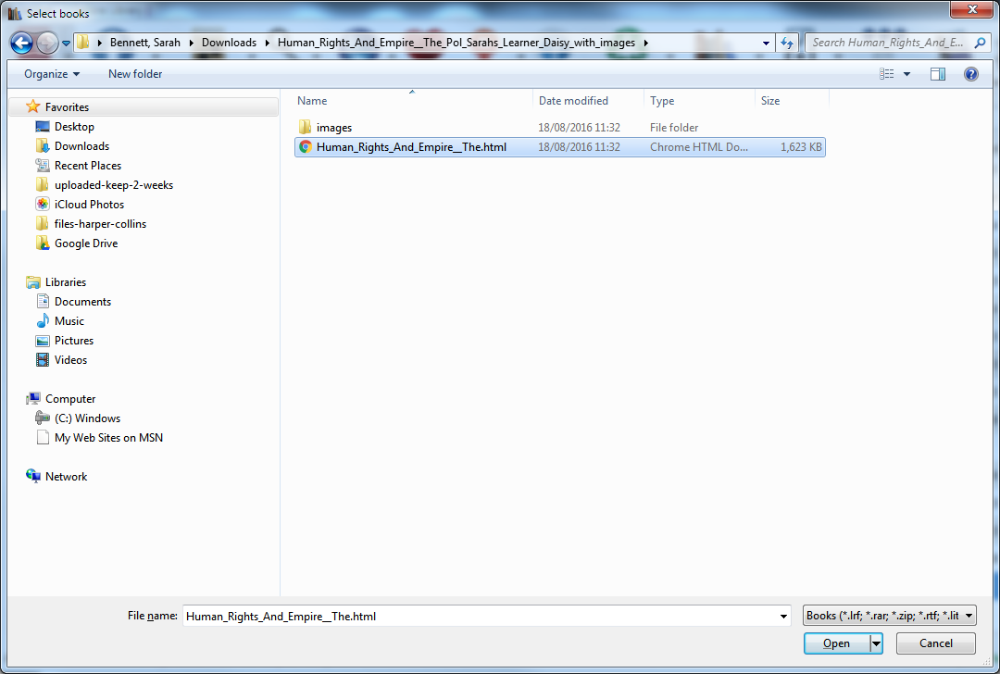 Select books
Bennett, Sarah Downloads Human_Rights_And_Empire__The_Pol_Sarahs_Learner_Daisy_with_images
Search Human_Rights_And_E...
Organize New folder
Favorites
Desktop
Downloads
Recent Places
uploaded-keep-2-weeks
iCloud Photos
files-harper-collins
Google Drive
Libraries
Documents
Music
Pictures
Videos
Computer
(C:) Windows
My Web Sites on MSN
Network
Name Date modified Type Size
images 18/08/2016 11:32 File folder
Human_Rights_And_Empire__The.html 18/08/2016 11:32 Chrome HTML Do... 1,623 KB
File name: Human_Rights_And_Empire__The.html Books (*.lrf; *.rar; *.zip; *.rtf; *.lit
Open Cancel